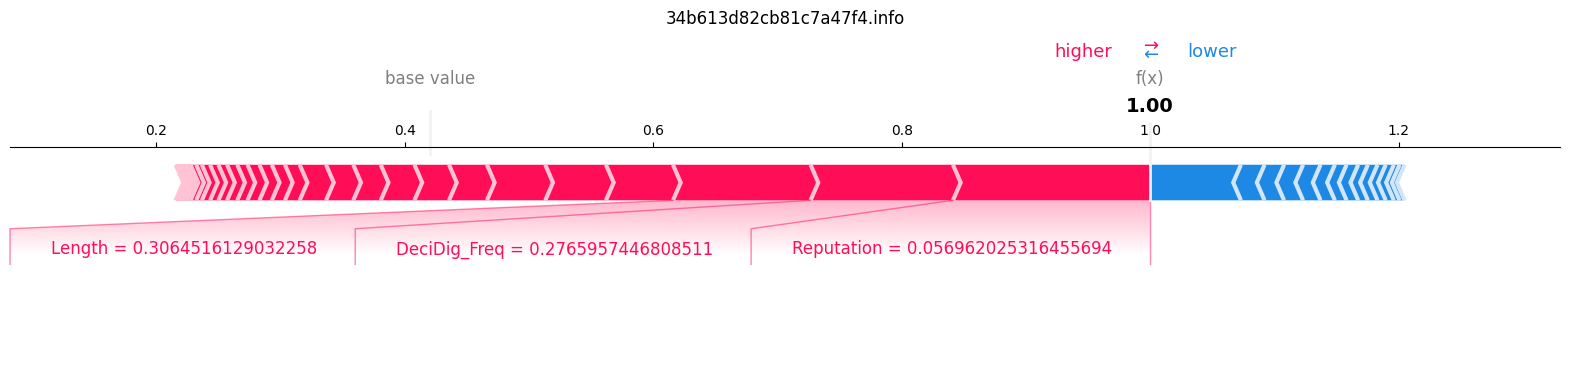 34b613d82cb81c7a47f4.info
higher → ← lower
base value f(x)
1.00
0.2 0.4 0.6 0.8 1 0 1.2
Length = 0.3064516129032258 DeciDig_Freq = 0.2765957446808511 Reputation = 0.056962025316455694